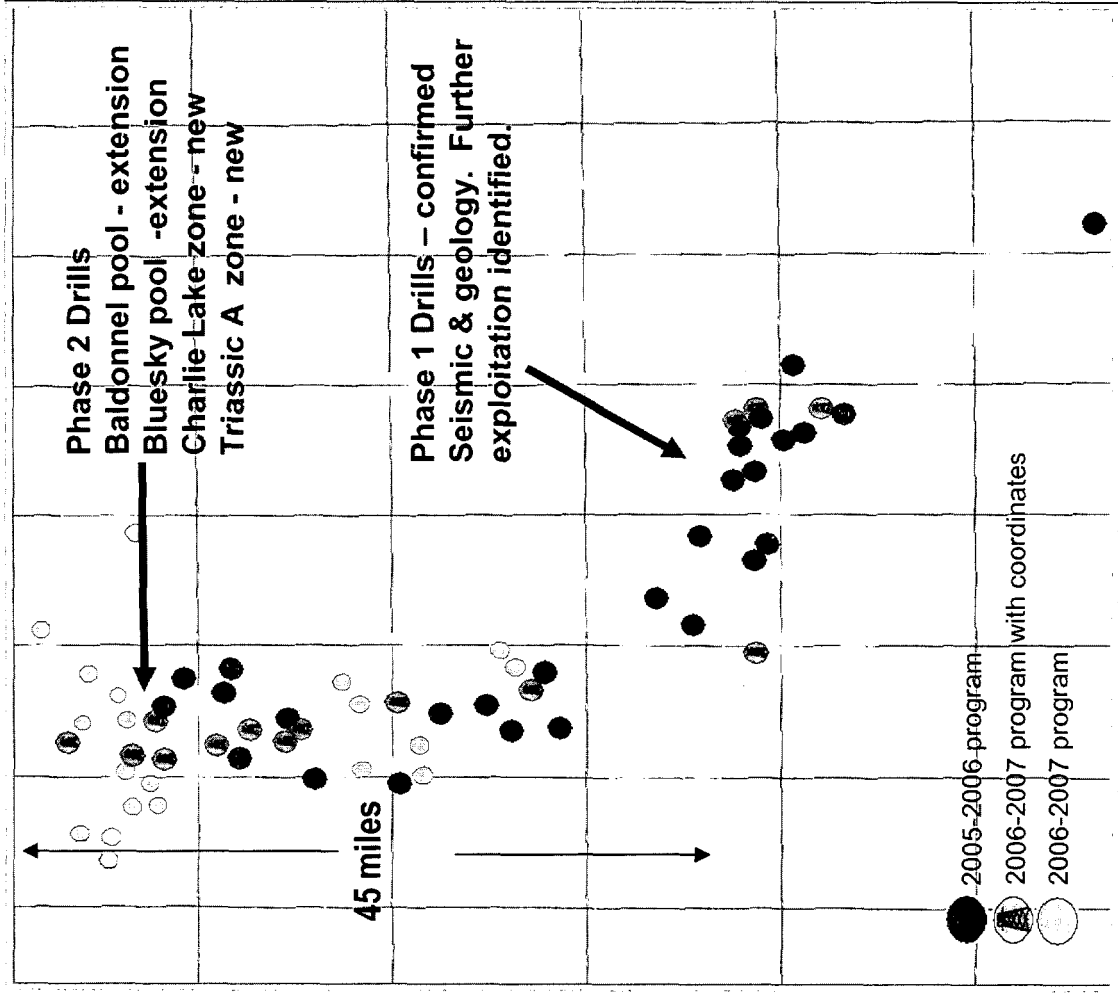 Phase 2 Drills
Baldonnel pool - extension
Bluesky pool -extension
Charlie Lake zone - new
Triassic A zone - new
Phase 1 Drills – confirmed
Seismic & geology. Further
exploitation identified.
45 miles
2005-2006 program
2006-2007 program with coordinates
2006-2007 program